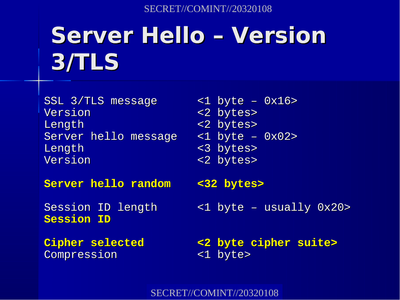 SECRET//COMINT//20320108
Server Hello – Version
3/TLS
SSL 3/TLS message <1 byte – 0x16>
Version <2 bytes>
Length <2 bytes>
Server hello message <1 byte – 0x02>
Length <3 bytes>
Version <2 bytes>
Server hello random <32 bytes>
Session ID length <1 byte – usually 0x20>
Session ID
Cipher selected <2 byte cipher suite>
Compression <1 byte>
SECRET//COMINT//20320108